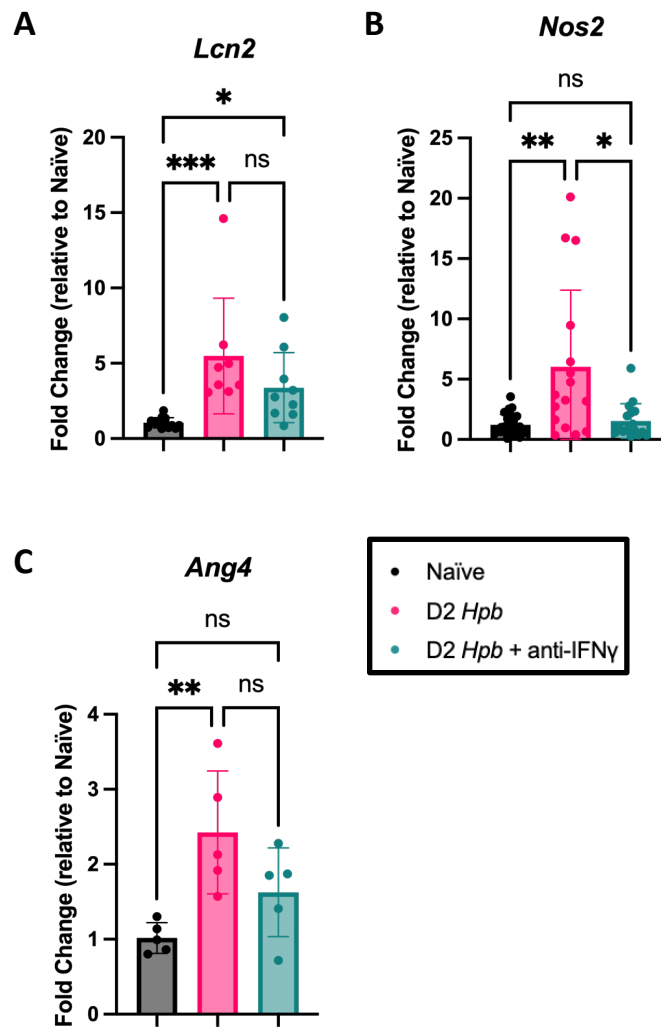 A
Lcn2
*
***
ns
Fold Change (relative to Naïve)
20
15
10
5
0
B
Nos2
ns
**
*
Fold Change (relative to Naïve)
25
20
15
10
5
0
C
Ang4
ns
**
ns
Fold Change (relative to Naïve)
4
3
2
1
0
Naïve
D2 Hpb
D2 Hpb + anti-IFNγ